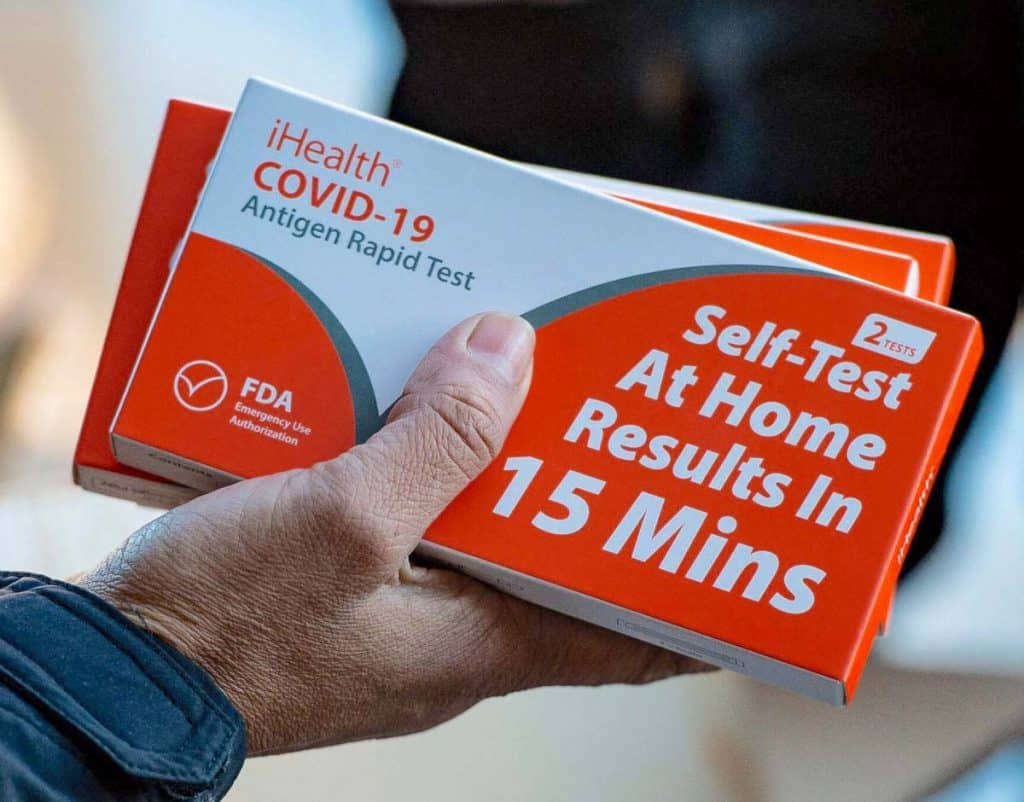 iHealth®
COVID-19
Antigen Rapid Test
FDA
Emergency Use
Authorization
2 TESTS
Self-Test
At Home
Results In
15 Mins
Contents